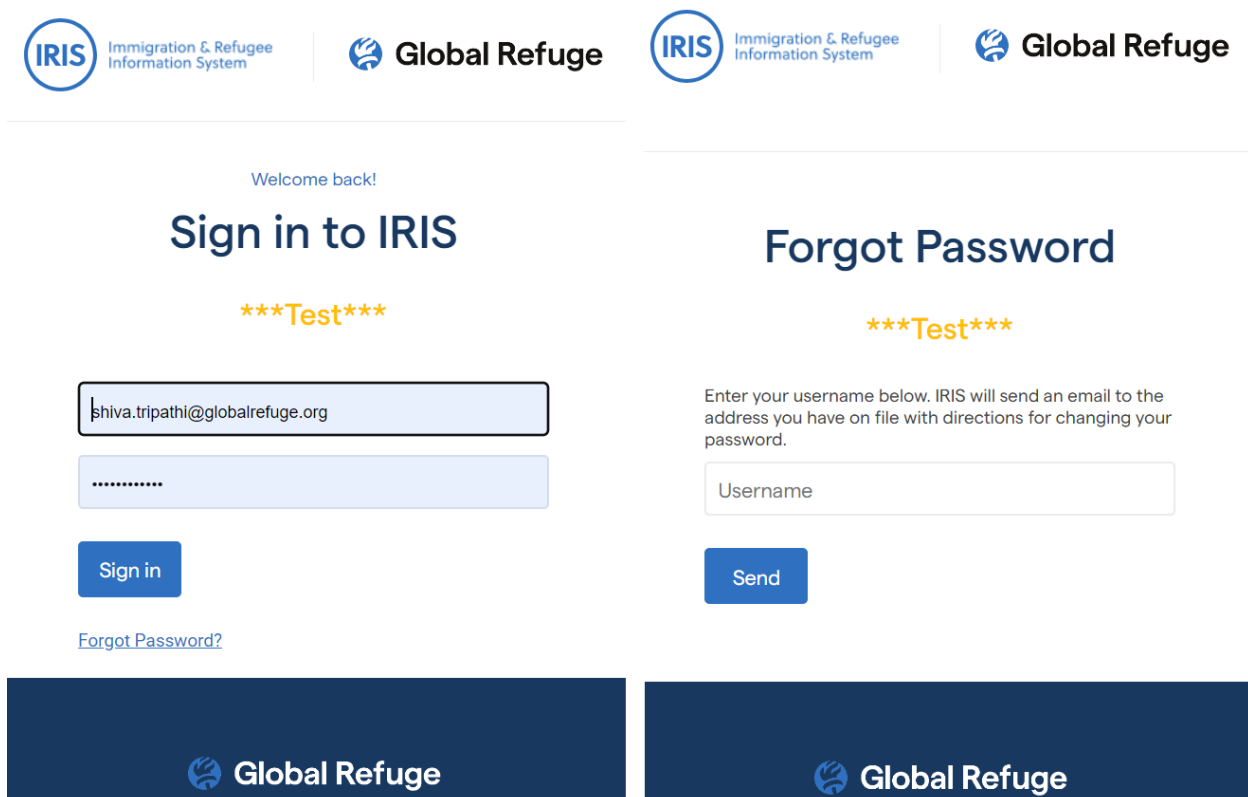 IRIS
Immigration & Refugee
Information System
Global Refuge
Welcome back!
Sign in to IRIS
***Test***
shiva.tripathi@globalrefuge.org
••••••••••••
Sign in
Forgot Password?
Global Refuge
IRIS
Immigration & Refugee
Information System
Global Refuge
Forgot Password
***Test***
Enter your username below. IRIS will send an email to the
address you have on file with directions for changing your
password.
Username
Send
Global Refuge